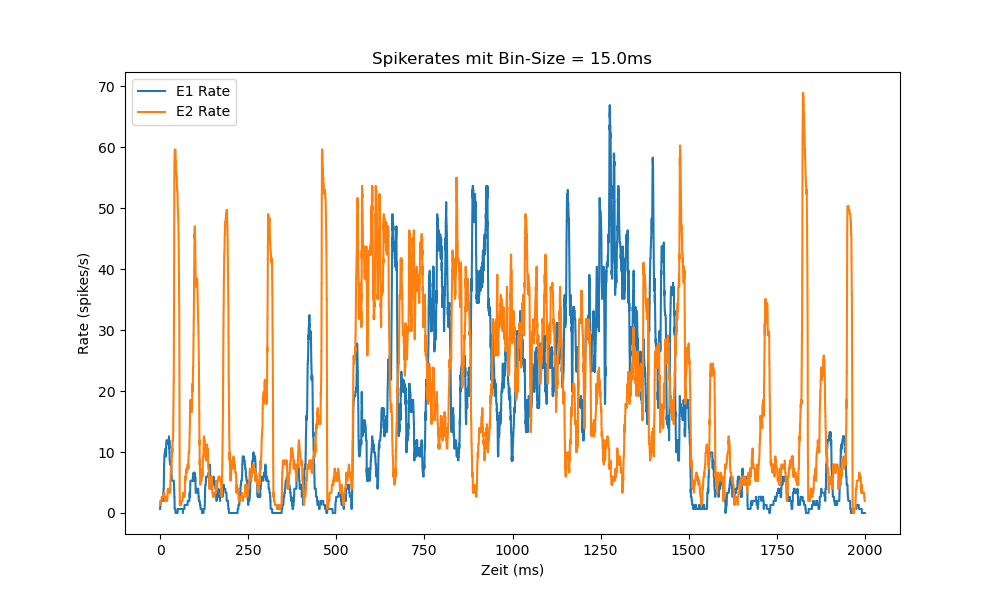 Spikerates mit Bin-Size = 15.0ms
E1 Rate
E2 Rate
Rate (spikes/s)
70
60
50
40
30
20
10
0
0 250 500 750 1000 1250 1500 1750 2000
Zeit (ms)